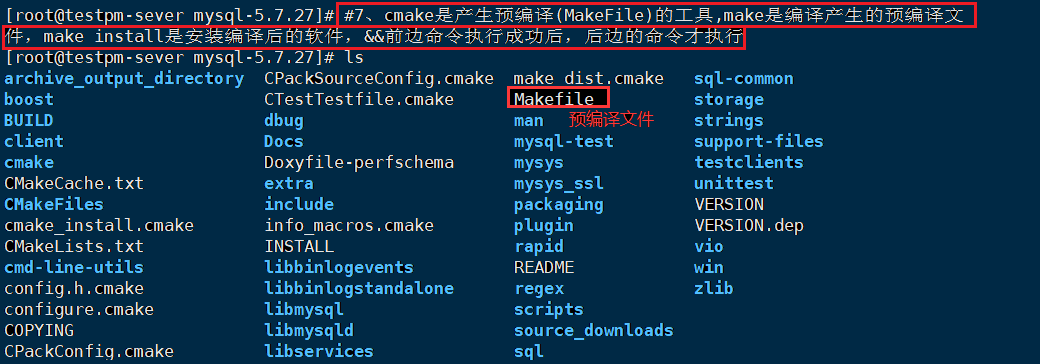 [root@testpm-sever mysql-5.7.27]# #7、cmake是产生预编译(MakeFile)的工具,make是编译产生的预编译文
件，make install是安装编译后的软件，&&前边命令执行成功后，后边的命令才执行
[root@testpm-sever mysql-5.7.27]# ls
archive_output_directory CPackSourceConfig.cmake make_dist.cmake sql-common
boost CTestTestfile.cmake Makefile storage
BUILD dbug man 预编译文件 strings
client Docs mysql-test support-files
cmake Doxyfile-perfschema mysys testclients
CMakeCache.txt extra mysys_ssl unittest
CMakeFiles include packaging VERSION
cmake_install.cmake info_macros.cmake plugin VERSION.dep
CMakeLists.txt INSTALL rapid vio
cmd-line-utils libbinlogevents README win
config.h.cmake libbinlogstandalone regex zlib
configure.cmake libmysql scripts
COPYING libmysqld source_downloads
CPackConfig.cmake libservices sql